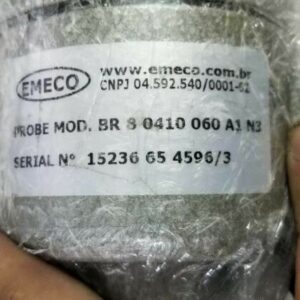 EMECO
www.emeco.com.br
CNPJ 04.592.540/0001-62
PROBE MOD. BR 8 0410 060 A1 N3
SERIAL Nº 15236 65 4596/3